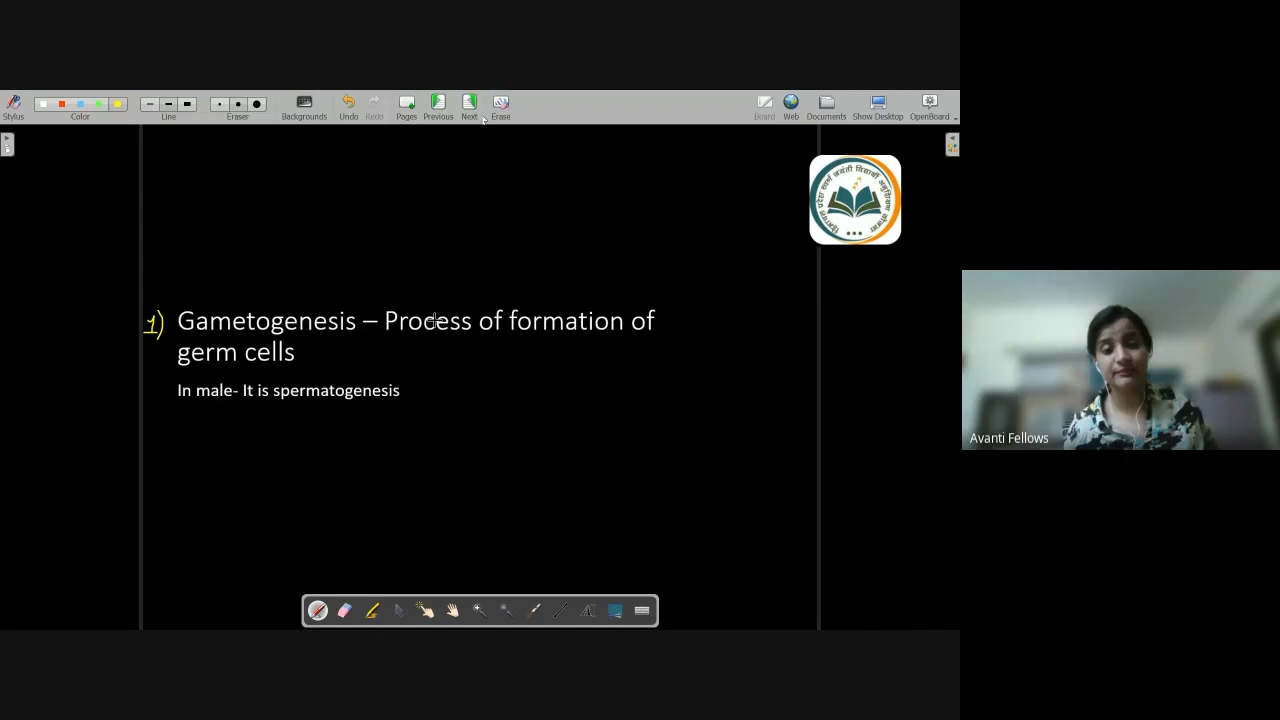 Stylus
Color
Line
Eraser
Backgrounds
Undo
Redo
Pages
Previous
Next
Erase
Board
Web
Documents
Show Desktop
OpenBoard
1) Gametogenesis – Process of formation of
germ cells
In male- It is spermatogenesis
Avanti Fellows